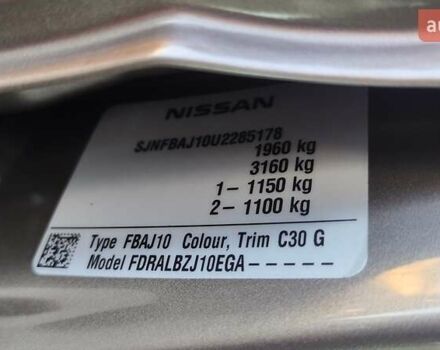 NISSAN
SJNFBAJ10U2285178
1960 kg
3160 kg
1– 1150 kg
2– 1100 kg
Type FBAJ10 Colour, Trim C30 G
Model FDRALBZJ10EGA–––––